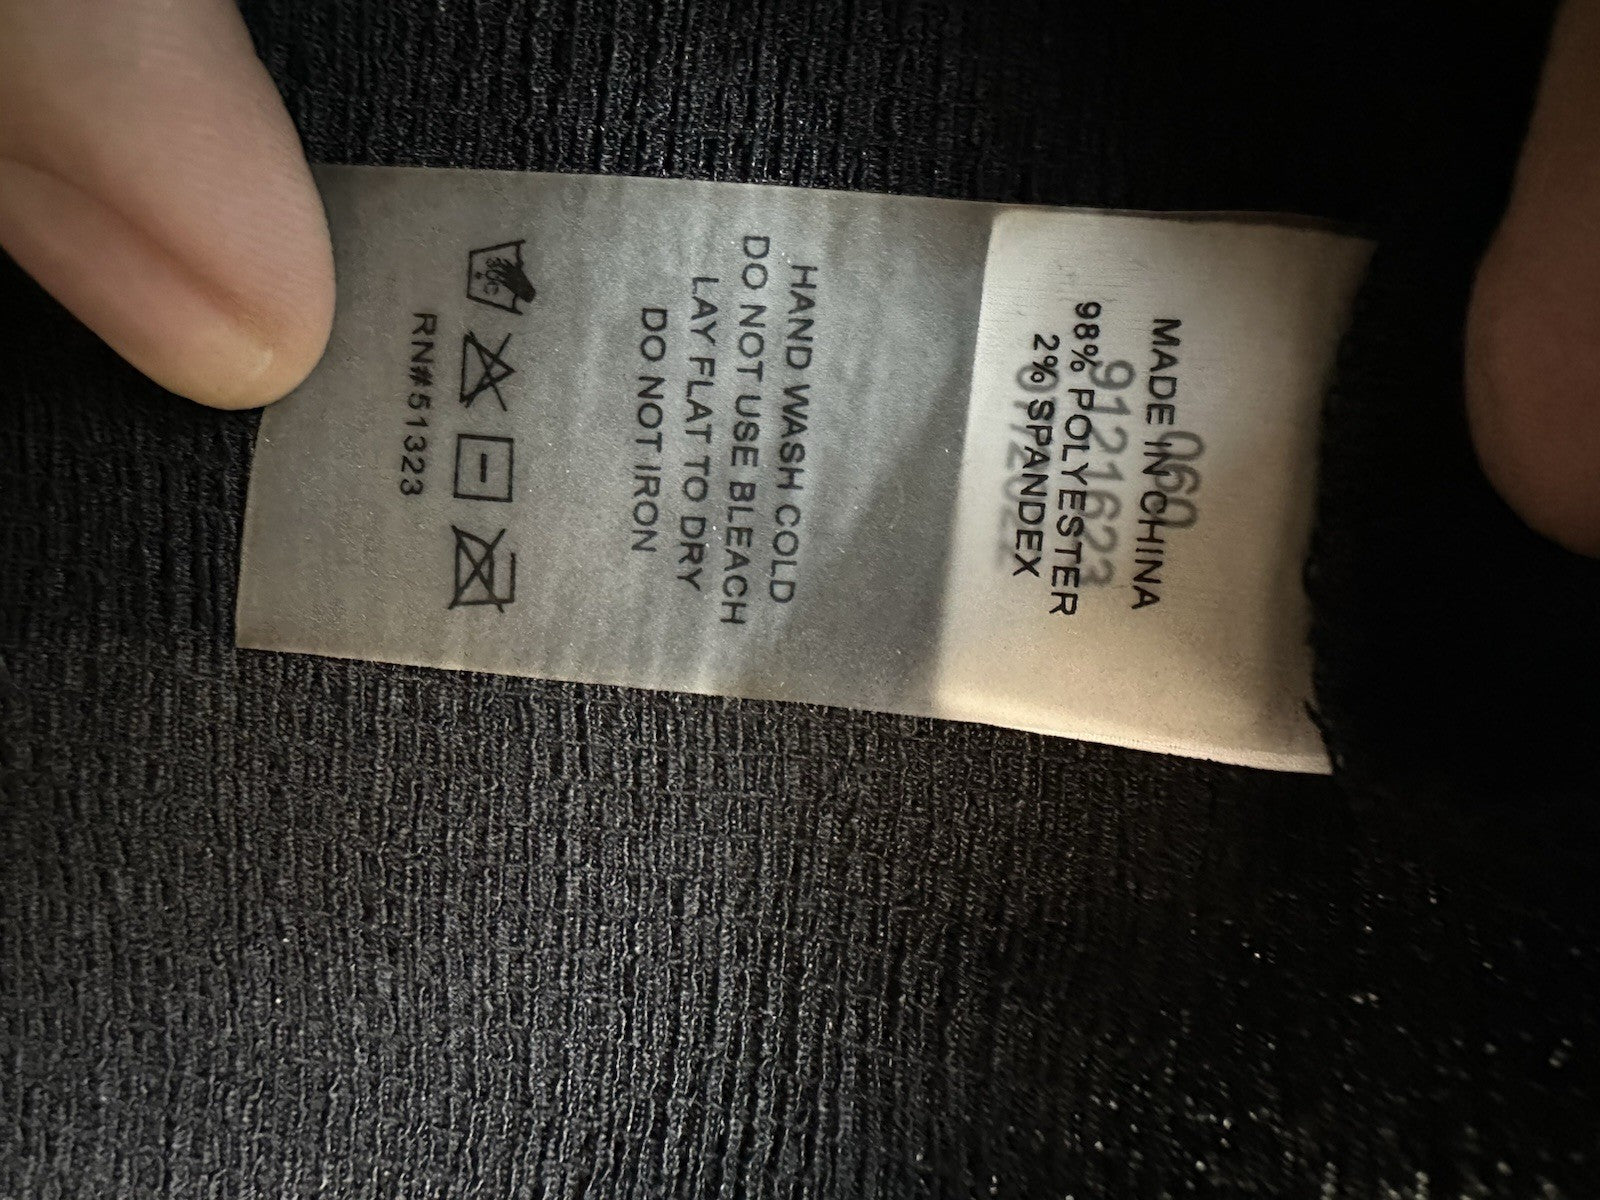 MADE IN CHINA
98% POLYESTER
2% SPANDEX
060
9121623
HAND WASH COLD
DO NOT USE BLEACH
LAY FLAT TO DRY
DO NOT IRON
30°C
RN#51323